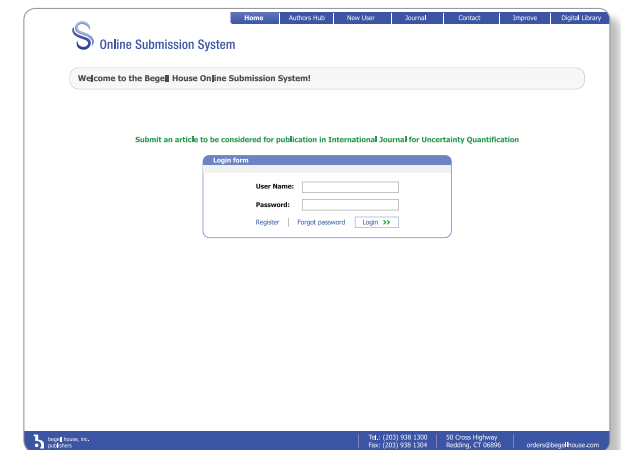 Home Authors Hub New User Journal Contact Improve Digital Library
S Online Submission System
Welcome to the Begell House Online Submission System!
Submit an article to be considered for publication in International Journal for Uncertainty Quantification
Login form
User Name:
Password:
Register | Forgot password Login >>
begell house, inc.
publishers
Tel.: (203) 938 1300
Fax: (203) 938 1304
50 Cross Highway
Redding, CT 06896
orders@begellhouse.com